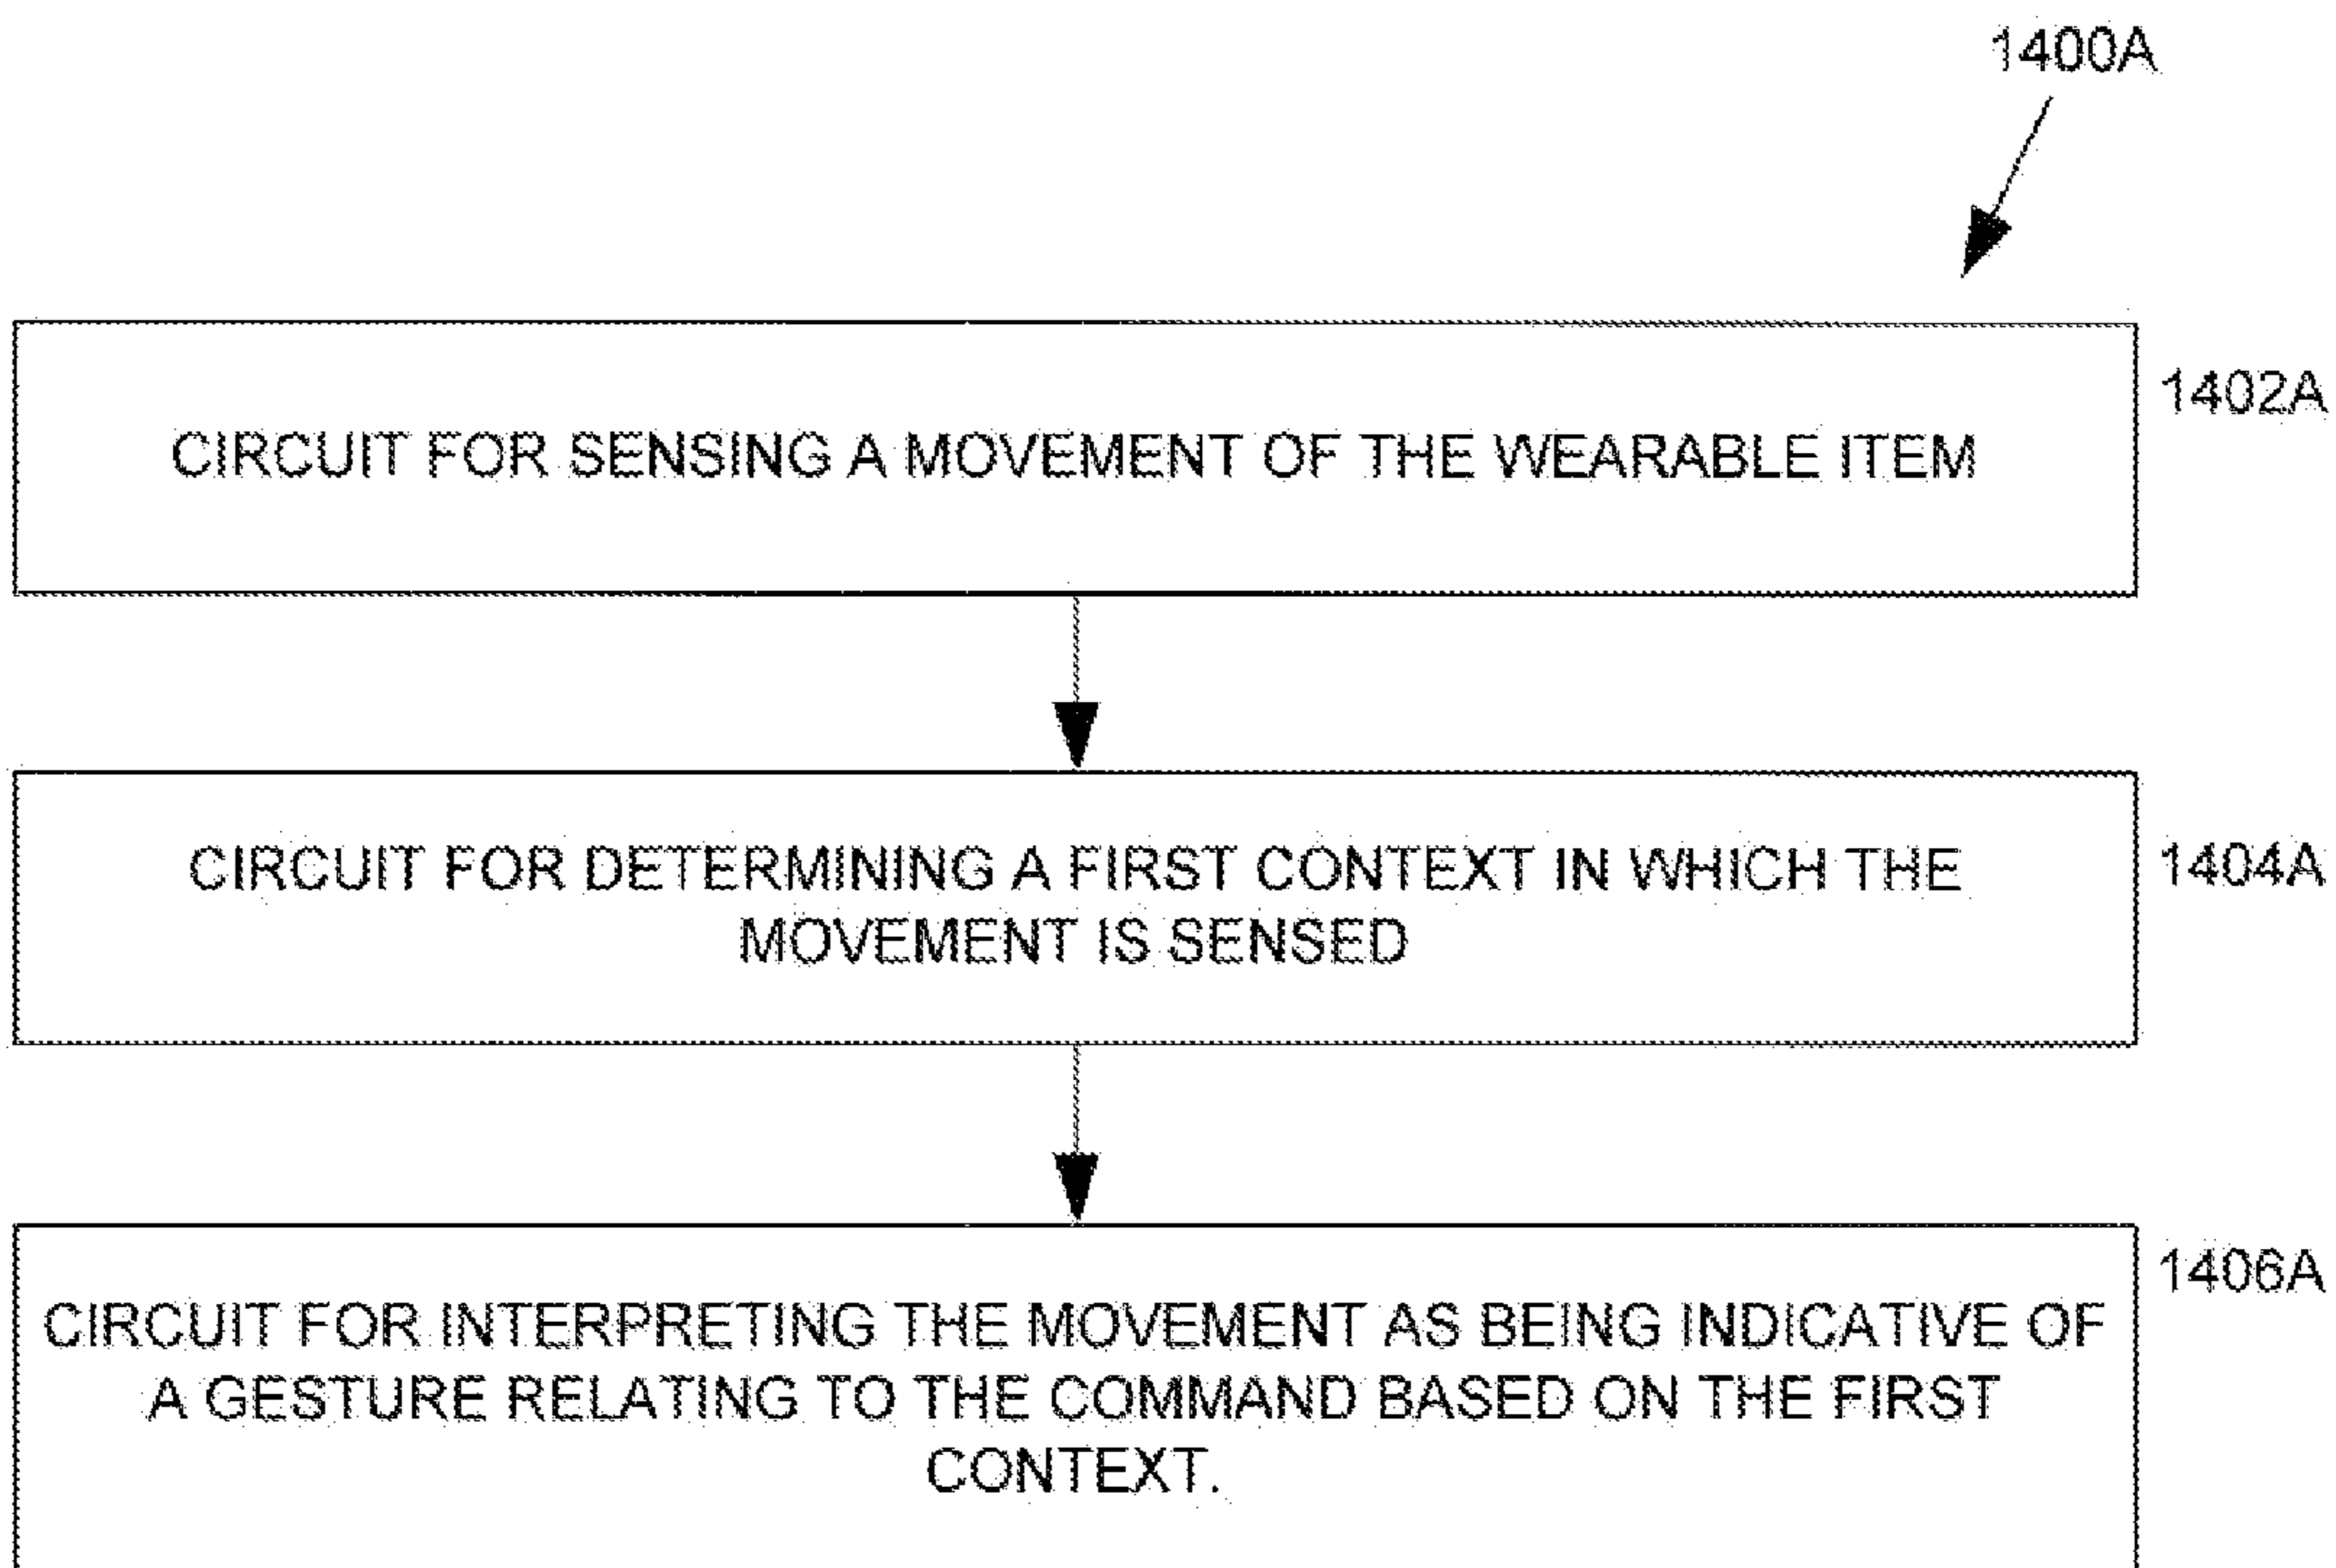 1400A
1402A
CIRCUIT FOR SENSING A MOVEMENT OF THE WEARABLE ITEM
1404A
CIRCUIT FOR DETERMINING A FIRST CONTEXT IN WHICH THE
MOVEMENT IS SENSED
1406A
CIRCUIT FOR INTERPRETING THE MOVEMENT AS BEING INDICATIVE OF
A GESTURE RELATING TO THE COMMAND BASED ON THE FIRST
CONTEXT.